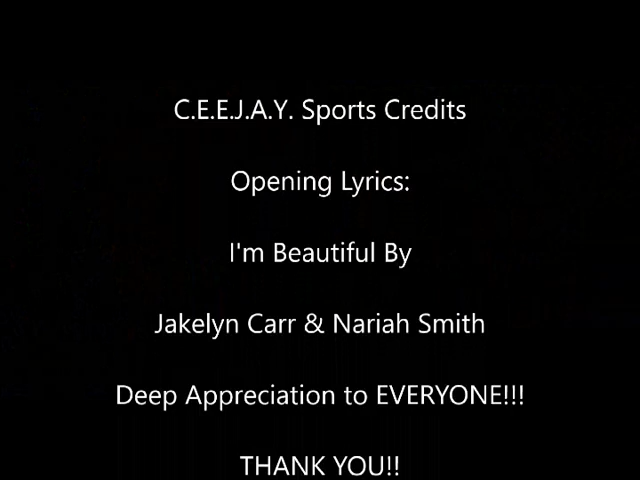 C.E.E.J.A.Y. Sports Credits
Opening Lyrics:
I'm Beautiful By
Jakelyn Carr & Nariah Smith
Deep Appreciation to EVERYONE!!!
THANK YOU!!